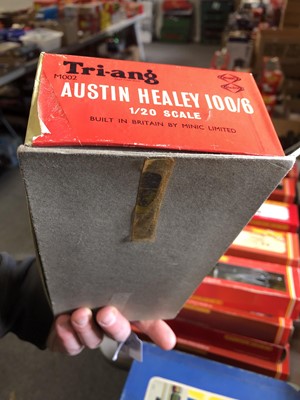 Tri-ang
M002
AUSTIN HEALEY 100/6
1/20 SCALE
BUILT IN BRITAIN BY MINIC LIMITED